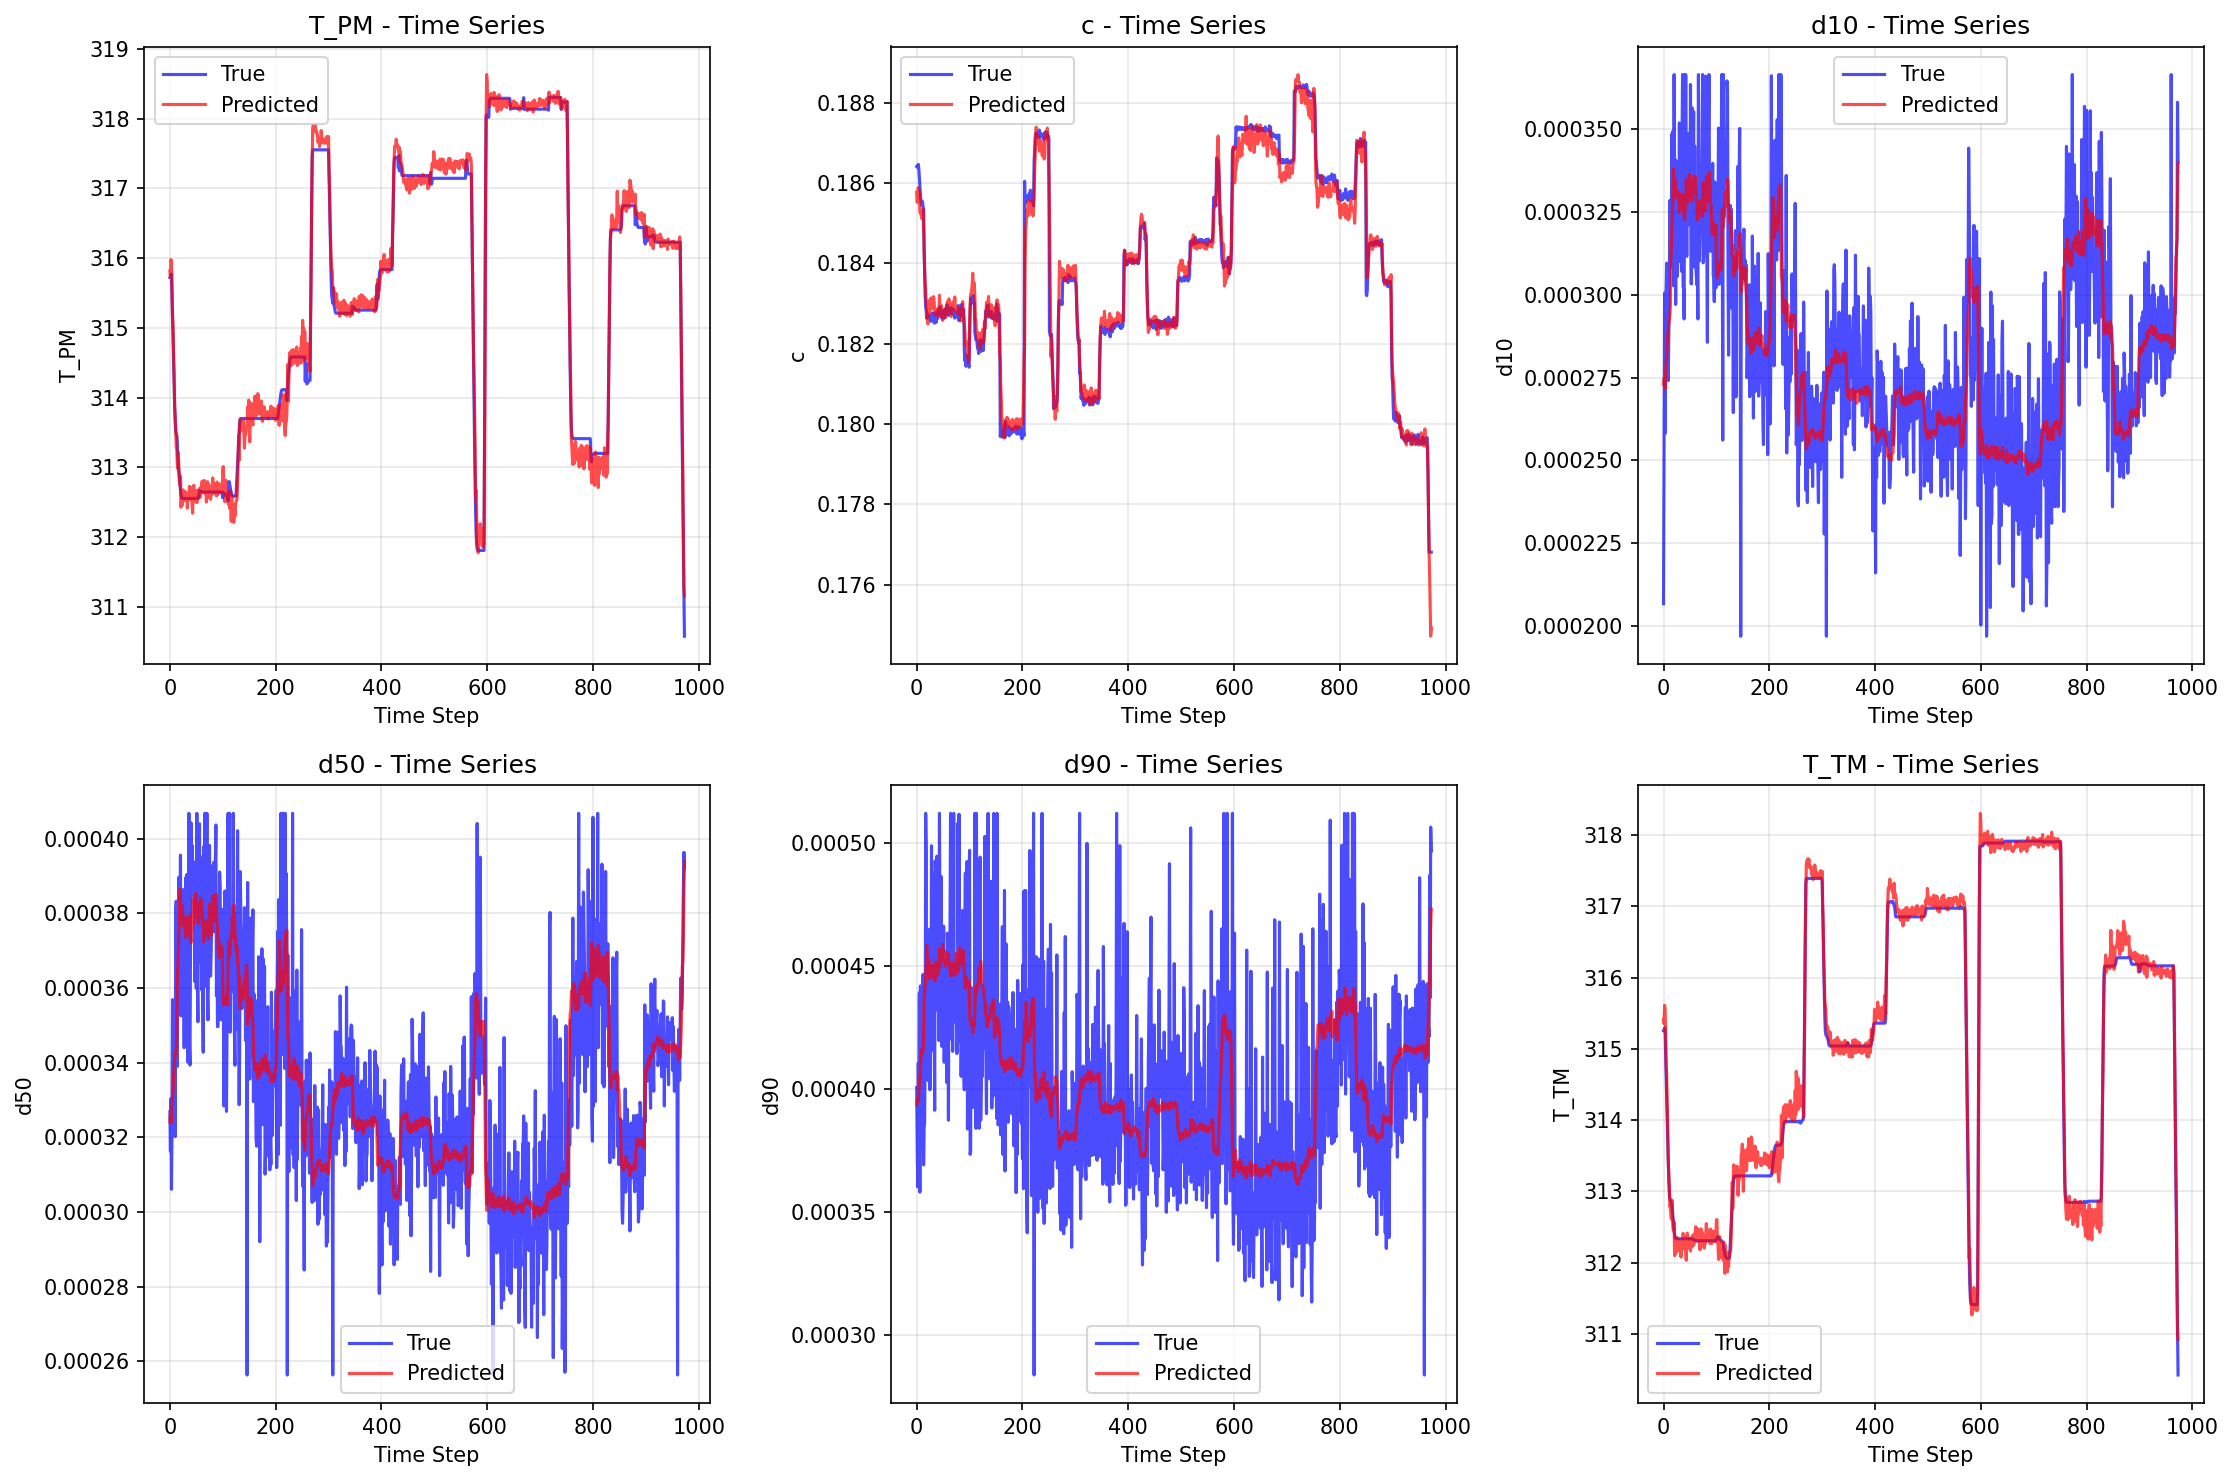 T_PM - Time Series
319
318
317
316
315
314
313
312
311
T_PM
True
Predicted
0 200 400 600 800 1000
Time Step
c - Time Series
0.188
0.186
0.184
0.182
0.180
0.178
0.176
c
True
Predicted
0 200 400 600 800 1000
Time Step
d10 - Time Series
0.000350
0.000325
0.000300
0.000275
0.000250
0.000225
0.000200
d10
True
Predicted
0 200 400 600 800 1000
Time Step
d50 - Time Series
0.00040
0.00038
0.00036
0.00034
0.00032
0.00030
0.00028
0.00026
d50
True
Predicted
0 200 400 600 800 1000
Time Step
d90 - Time Series
0.00050
0.00045
0.00040
0.00035
0.00030
d90
True
Predicted
0 200 400 600 800 1000
Time Step
T_TM - Time Series
318
317
316
315
314
313
312
311
T_TM
True
Predicted
0 200 400 600 800 1000
Time Step